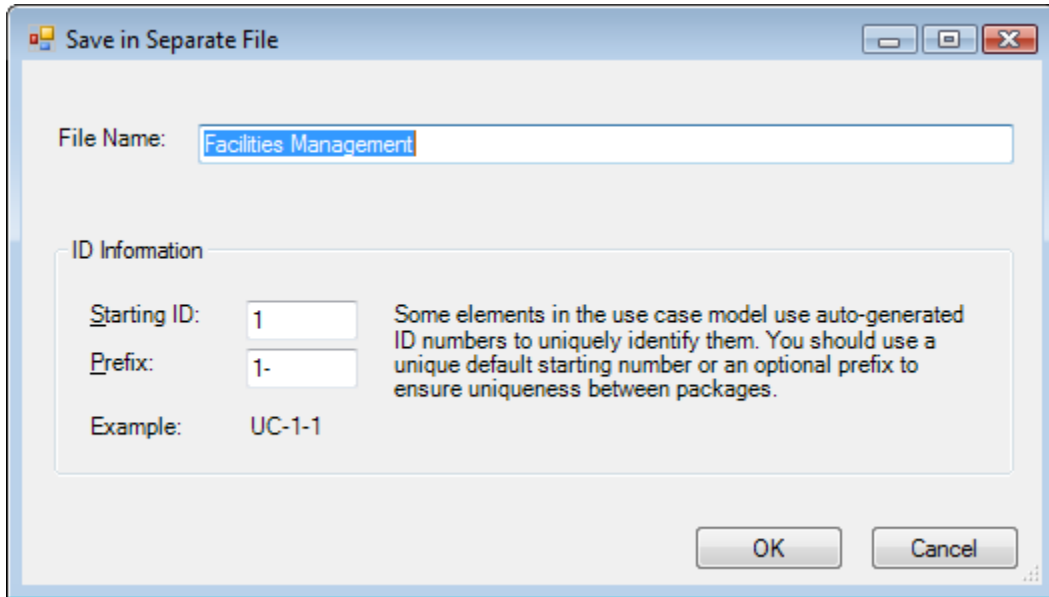 Save in Separate File
File Name: Facilities Management
ID Information
Starting ID: 1
Prefix: 1-
Some elements in the use case model use auto-generated
ID numbers to uniquely identify them. You should use a
unique default starting number or an optional prefix to
ensure uniqueness between packages.
Example: UC-1-1
OK Cancel